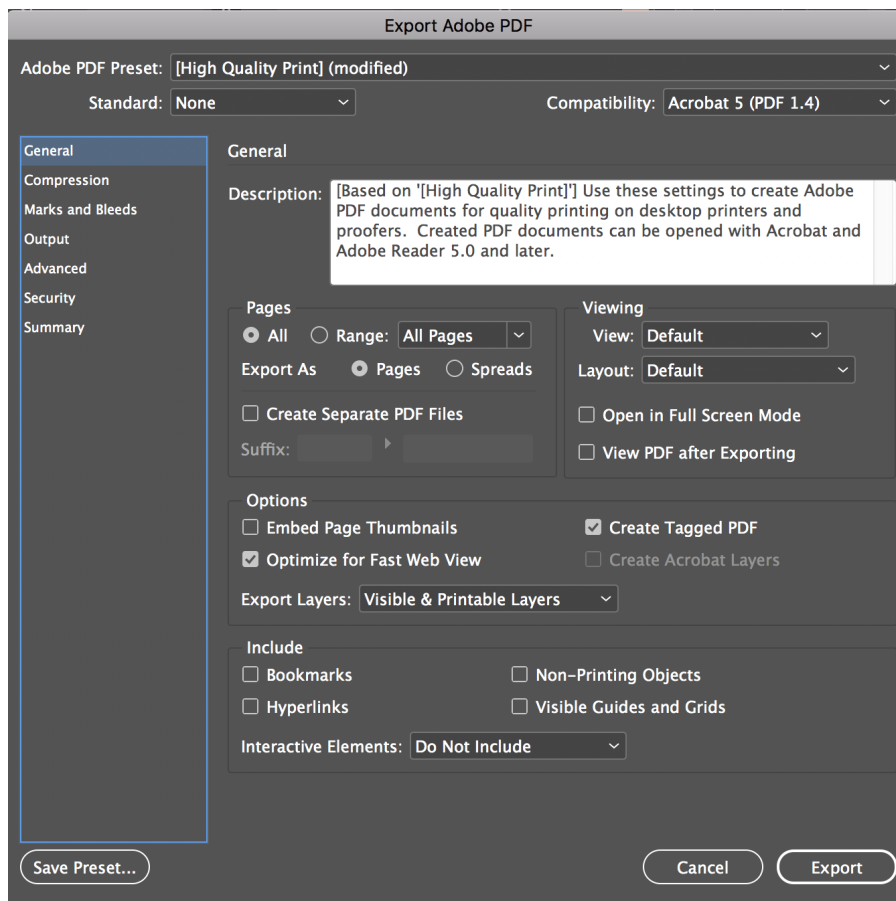 Export Adobe PDF
Adobe PDF Preset: [High Quality Print] (modified)
Standard: None
Compatibility: Acrobat 5 (PDF 1.4)
General
Compression
Marks and Bleeds
Output
Advanced
Security
Summary
General
Description: [Based on '[High Quality Print]'] Use these settings to create Adobe
PDF documents for quality printing on desktop printers and
proofers.  Created PDF documents can be opened with Acrobat and
Adobe Reader 5.0 and later.
Pages
All Range: All Pages
Export As Pages Spreads
Create Separate PDF Files
Suffix:
Viewing
View: Default
Layout: Default
Open in Full Screen Mode
View PDF after Exporting
Options
Embed Page Thumbnails
Create Tagged PDF
Optimize for Fast Web View
Create Acrobat Layers
Export Layers: Visible & Printable Layers
Include
Bookmarks
Non-Printing Objects
Hyperlinks
Visible Guides and Grids
Interactive Elements: Do Not Include
Save Preset...
Cancel
Export